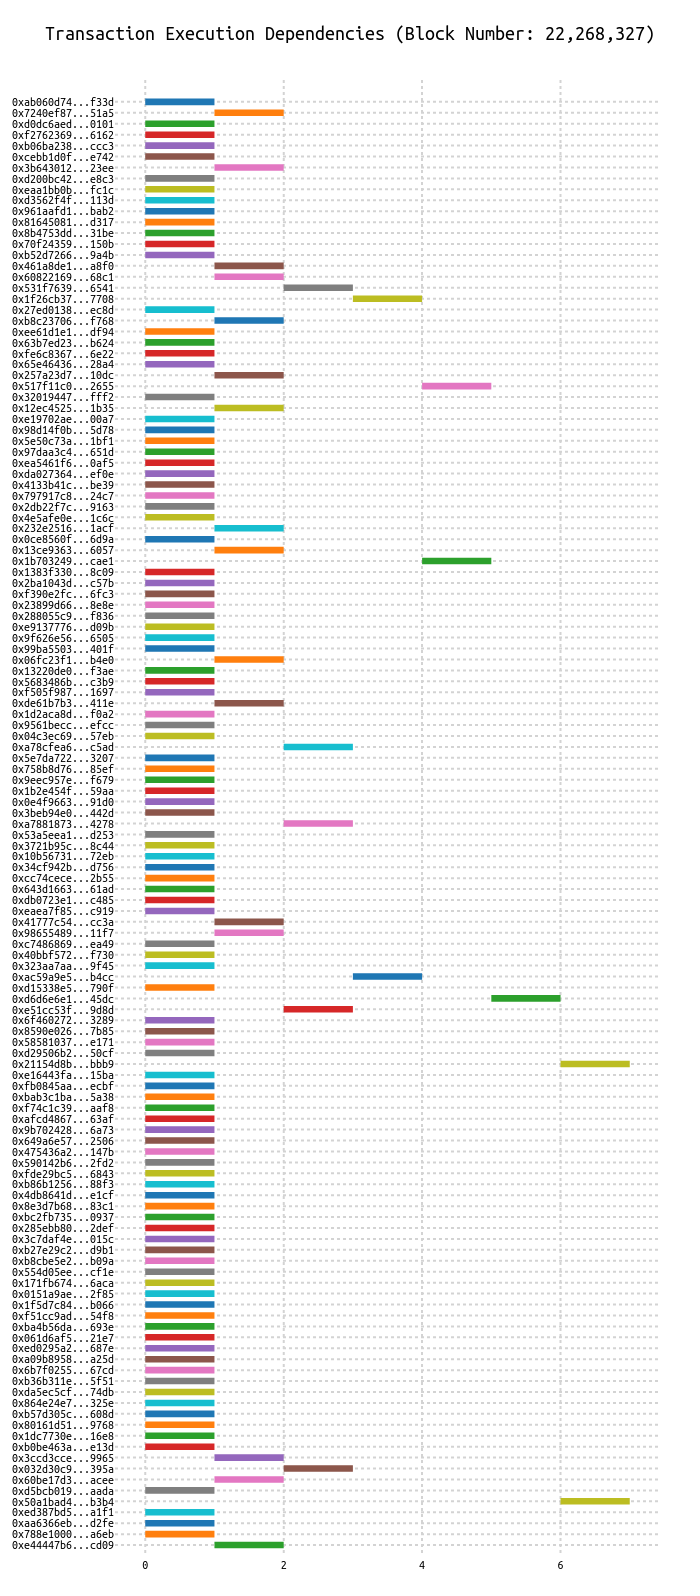 Transaction Execution Dependencies (Block Number: 22,268,327)
0xab060d74...f33d
0x7240ef87...51a5
0xd0dc6aed...0101
0xf2762369...6162
0xb06ba238...ccc3
0xcebb1d0f...e742
0x3b643012...23ee
0xd200bc42...e8c3
0xeaa1bb0b...fc1c
0xd3562f4f...113d
0x961aafd1...bab2
0x81645081...d317
0x8b4753dd...31be
0x70f24359...150b
0xb52d7266...9a4b
0x461a8de1...a8f0
0x60822169...68c1
0x531f7639...6541
0x1f26cb37...7708
0x27ed0138...ec8d
0xb8c23706...f768
0xee61d1e1...df94
0x63b7ed23...b624
0xfe6c8367...6e22
0x65e46436...28a4
0x257a23d7...10dc
0x517f11c0...2655
0x32019447...fff2
0x12ec4525...1b35
0xe19702ae...00a7
0x98d14f0b...5d78
0x5e50c73a...1bf1
0x97daa3c4...651d
0xea5461f6...0af5
0xda027364...ef0e
0x4133b41c...be39
0x797917c8...24c7
0x2db22f7c...9163
0x4e5afe0e...1c6c
0x232e2516...1acf
0x0ce8560f...6d9a
0x13ce9363...6057
0x1b703249...cae1
0x1383f330...8c09
0x2ba1043d...c57b
0xf390e2fc...6fc3
0x23899d66...8e8e
0x288055c9...f836
0xe9137776...d09b
0x9f626e56...6505
0x99ba5503...401f
0x06fc23f1...b4e0
0x13220de0...f3ae
0x5683486b...c3b9
0xf505f987...1697
0xde61b7b3...411e
0x1d2aca8d...f0a2
0x9561becc...efcc
0x04c3ec69...57eb
0xa78cfea6...c5ad
0x5e7da722...3207
0x758b8d76...85ef
0x9eec957e...f679
0x1b2e454f...59aa
0x0e4f9663...91d0
0x3beb94e0...442d
0xa7881873...4278
0x53a5eea1...d253
0x3721b95c...8c44
0x10b56731...72eb
0x34cf942b...d756
0xcc74cece...2b55
0x643d1663...61ad
0xdb0723e1...c485
0xeaea7f85...c919
0x41777c54...cc3a
0x98655489...11f7
0xc7486869...ea49
0x40bbf572...f730
0x323aa7aa...9f45
0xac59a9e5...b4cc
0xd15338e5...790f
0xd6d6e6e1...45dc
0xe51cc53f...9d8d
0x6f460272...3289
0x8590e026...7b85
0x58581037...e171
0xd29506b2...50cf
0x21154d8b...bbb9
0xe16443fa...15ba
0xfb0845aa...ecbf
0xbab3c1ba...5a38
0xf74c1c39...aaf8
0xafcd4867...63af
0x9b702428...6a73
0x649a6e57...2506
0x475436a2...147b
0x590142b6...2fd2
0xfde29bc5...6843
0xb86b1256...88f3
0x4db8641d...e1cf
0x8e3d7b68...83c1
0xbc2fb735...0937
0x285ebb80...2def
0x3c7daf4e...015c
0xb27e29c2...d9b1
0xb8cbe5e2...b09a
0x554d05ee...cf1e
0x171fb674...6aca
0x0151a9ae...2f85
0x1f5d7c84...b066
0xf51cc9ad...54f8
0xba4b56da...693e
0x061d6af5...21e7
0xed0295a2...687e
0xa09b8958...a25d
0x6b7f0255...67cd
0xb36b311e...5f51
0xda5ec5cf...74db
0x864e24e7...325e
0xb57d305c...608d
0x80161d51...9768
0x1dc7730e...16e8
0xb0be463a...e13d
0x3ccd3cce...9965
0x032d30c9...395a
0x60be17d3...acee
0xd5bcb019...aada
0x50a1bad4...b3b4
0xed387bd5...a1f1
0xaa6366eb...d2fe
0x788e1000...a6eb
0xe44447b6...cd09
0 2 4 6